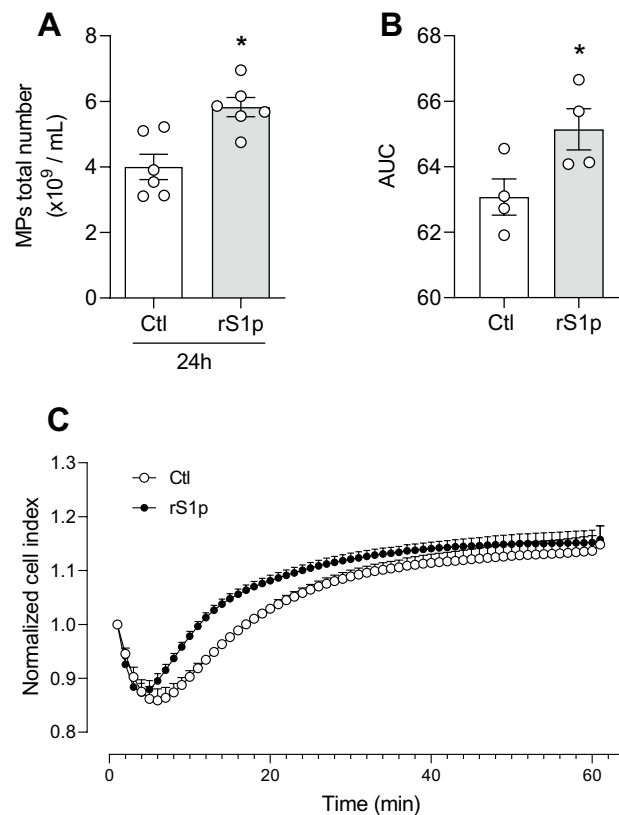 A
*
MPs total number
(x10⁹ / mL)
8
6
4
2
0
Ctl
rS1p
24h
B
*
AUC
68
66
64
62
60
Ctl
rS1p
C
Ctl
rS1p
Normalized cell index
1.3
1.2
1.1
1.0
0.9
0.8
0
20
40
60
Time (min)